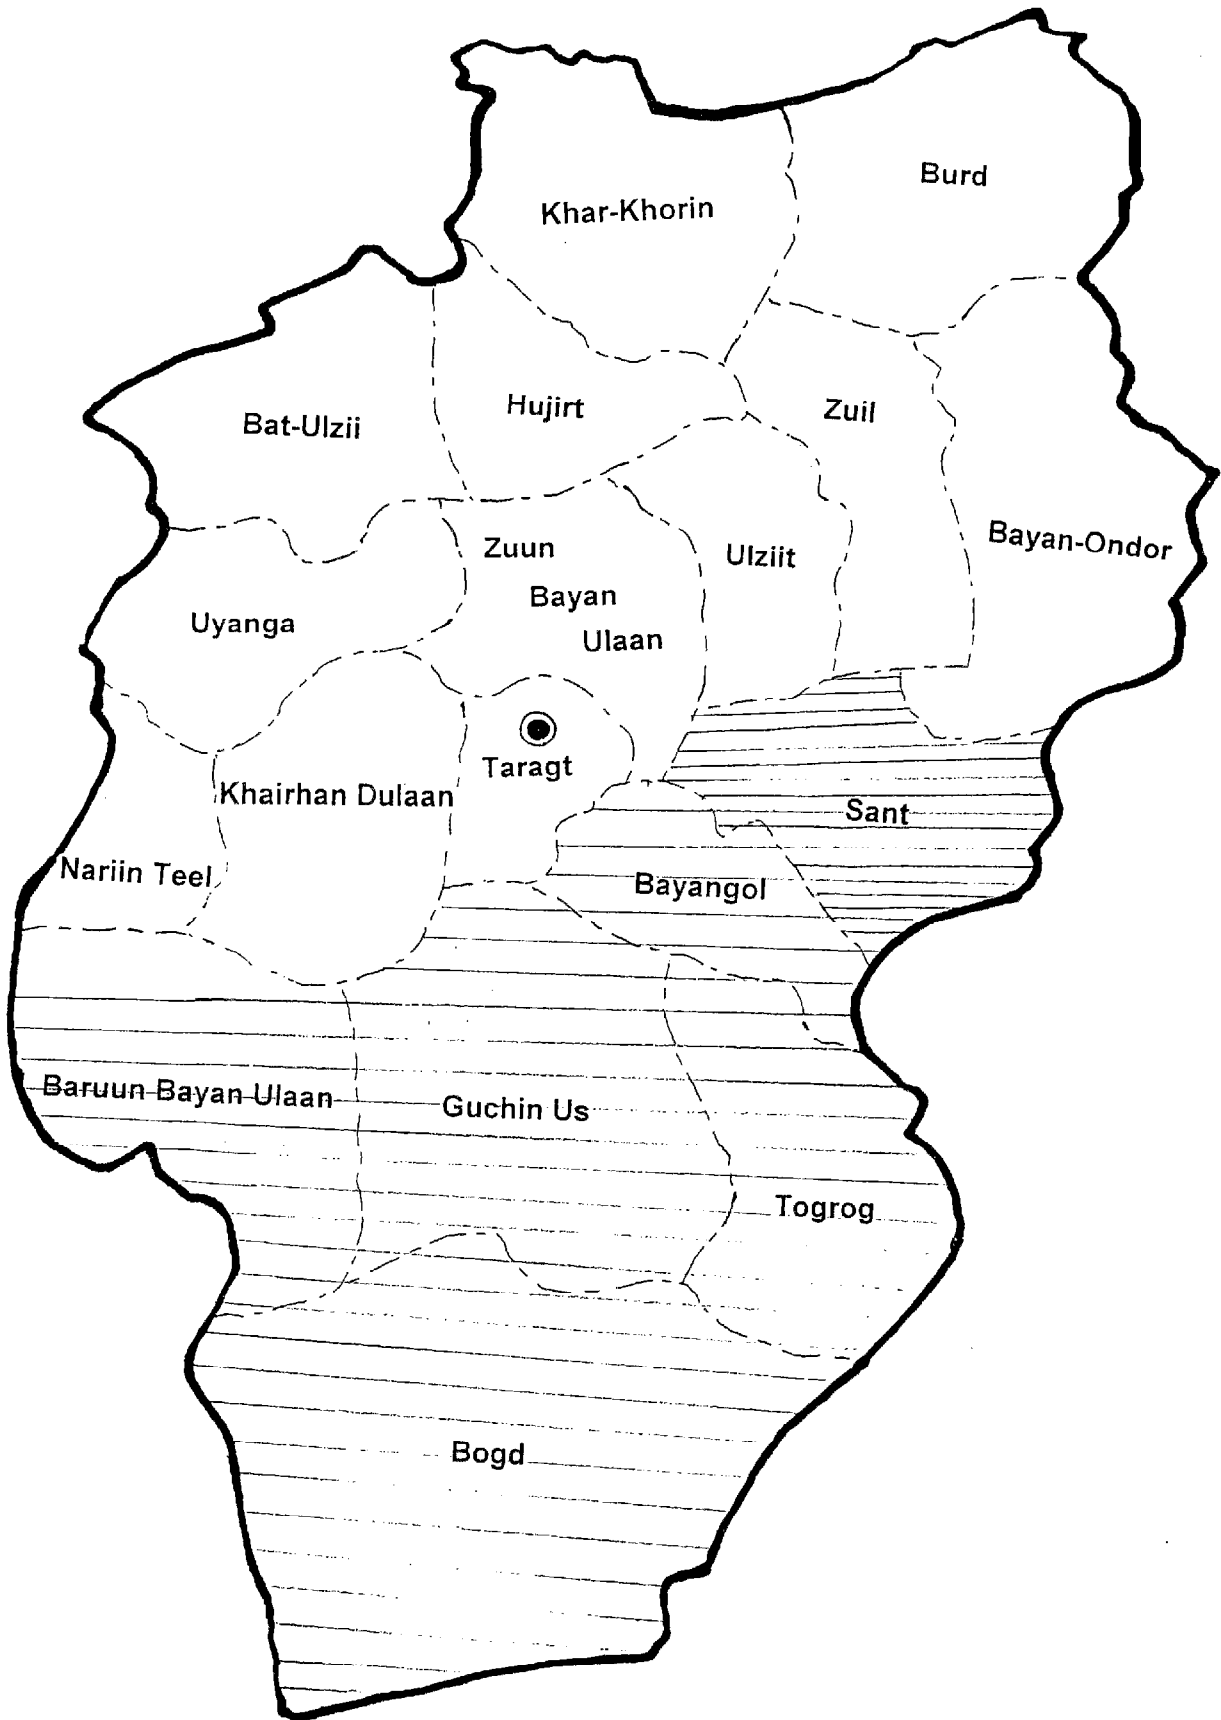 Burd
Khar-Khorin
Hujirt
Zuil
Bat-Ulzii
Bayan-Ondor
Zuun
Bayan
Ulaan
Ulziit
Uyanga
Taragt
Khairhan Dulaan
Sant
Nariin Teel
Bayangol
Baruun Bayan Ulaan
Guchin Us
Togrog
Bogd